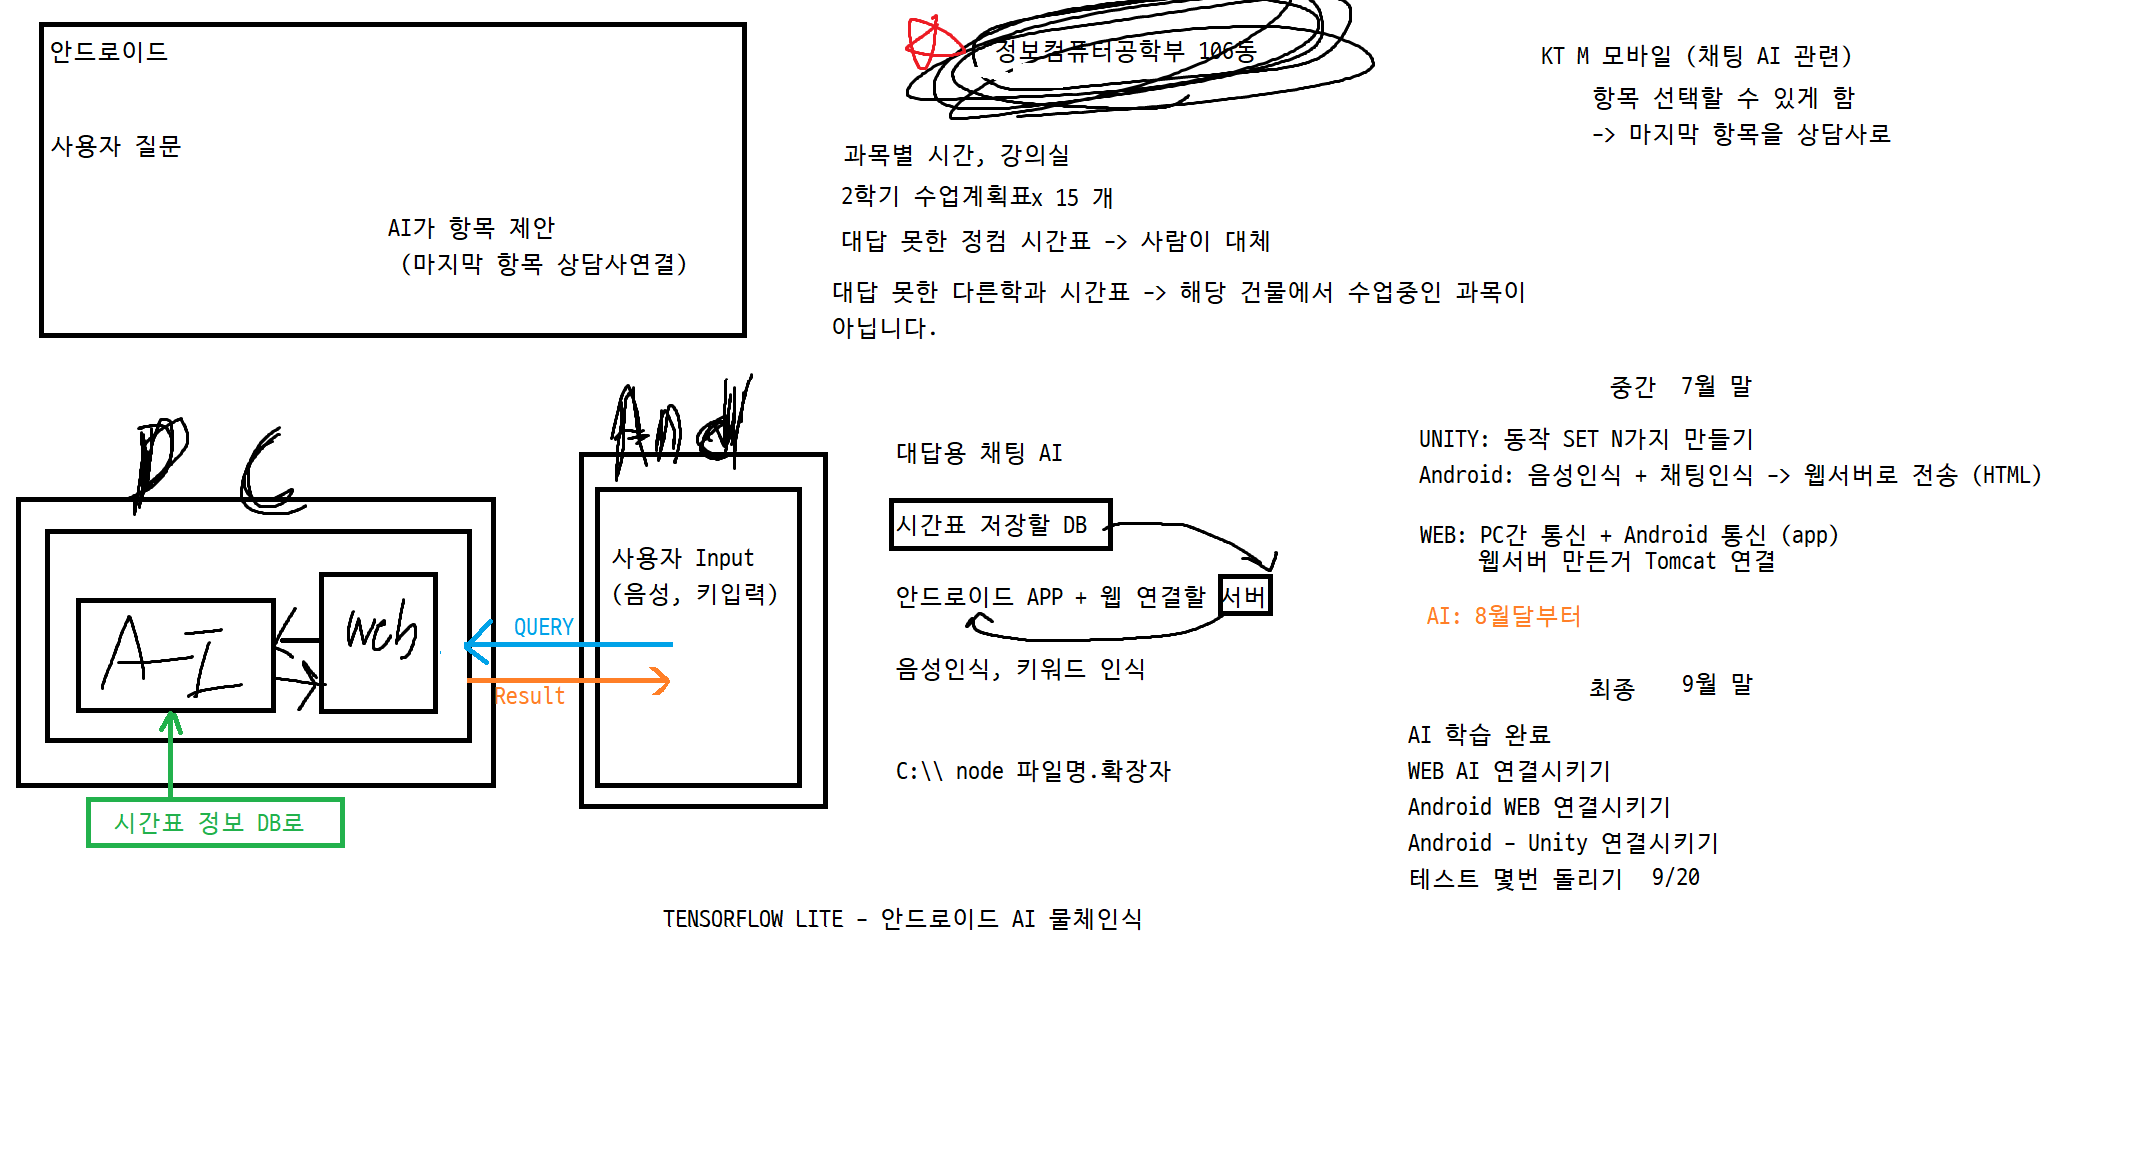 안드로이드
사용자 질문
AI가 항목 제안
(마지막 항목 상담사연결)
정보컴퓨터공학부 106동
과목별 시간, 강의실
2학기 수업계획표x 15 개
대답 못한 정컴 시간표 -> 사람이 대체
대답 못한 다른학과 시간표 -> 해당 건물에서 수업중인 과목이
아닙니다.
KT M 모바일 (채팅 AI 관련)
항목 선택할 수 있게 함
-> 마지막 항목을 상담사로
PC
A-I
web
시간표 정보 DB로
QUERY
Result
And
사용자 Input
(음성, 키입력)
대답용 채팅 AI
시간표 저장할 DB
안드로이드 APP + 웹 연결할 서버
음성인식, 키워드 인식
C:\\ node 파일명.확장자
중간 7월 말
UNITY: 동작 SET N가지 만들기
Android: 음성인식 + 채팅인식 -> 웹서버로 전송 (HTML)
WEB: PC간 통신 + Android 통신 (app)
웹서버 만든거 Tomcat 연결
AI: 8월달부터
최종 9월 말
AI 학습 완료
WEB AI 연결시키기
Android WEB 연결시키기
Android - Unity 연결시키기
테스트 몇번 돌리기 9/20
TENSORFLOW LITE - 안드로이드 AI 물체인식